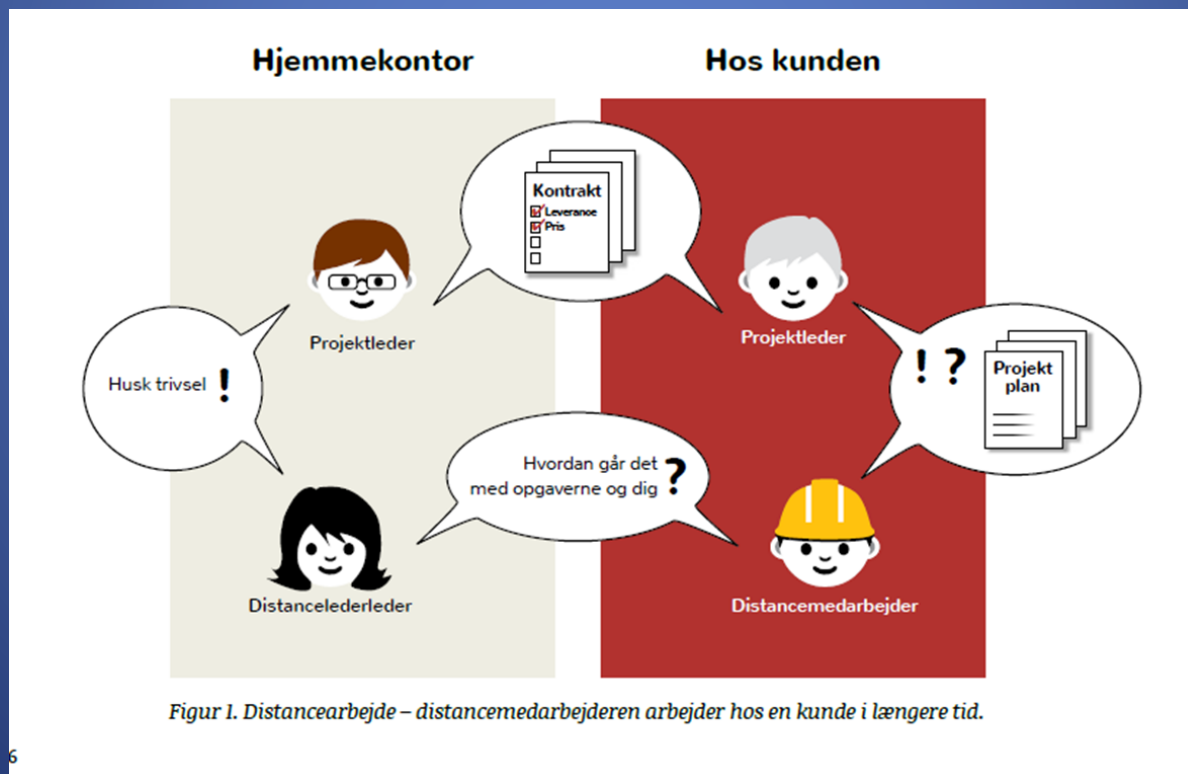 Hjemmekontor
Hos kunden
Kontrakt
Leverance
Pris
Projektleder
Projektleder
Husk trivsel !
! ?
Projekt
plan
Hvordan går det
med opgaverne og dig ?
Distancelederleder
Distancemedarbejder
Figur 1. Distancearbejde – distancemedarbejderen arbejder hos en kunde i længere tid.
6